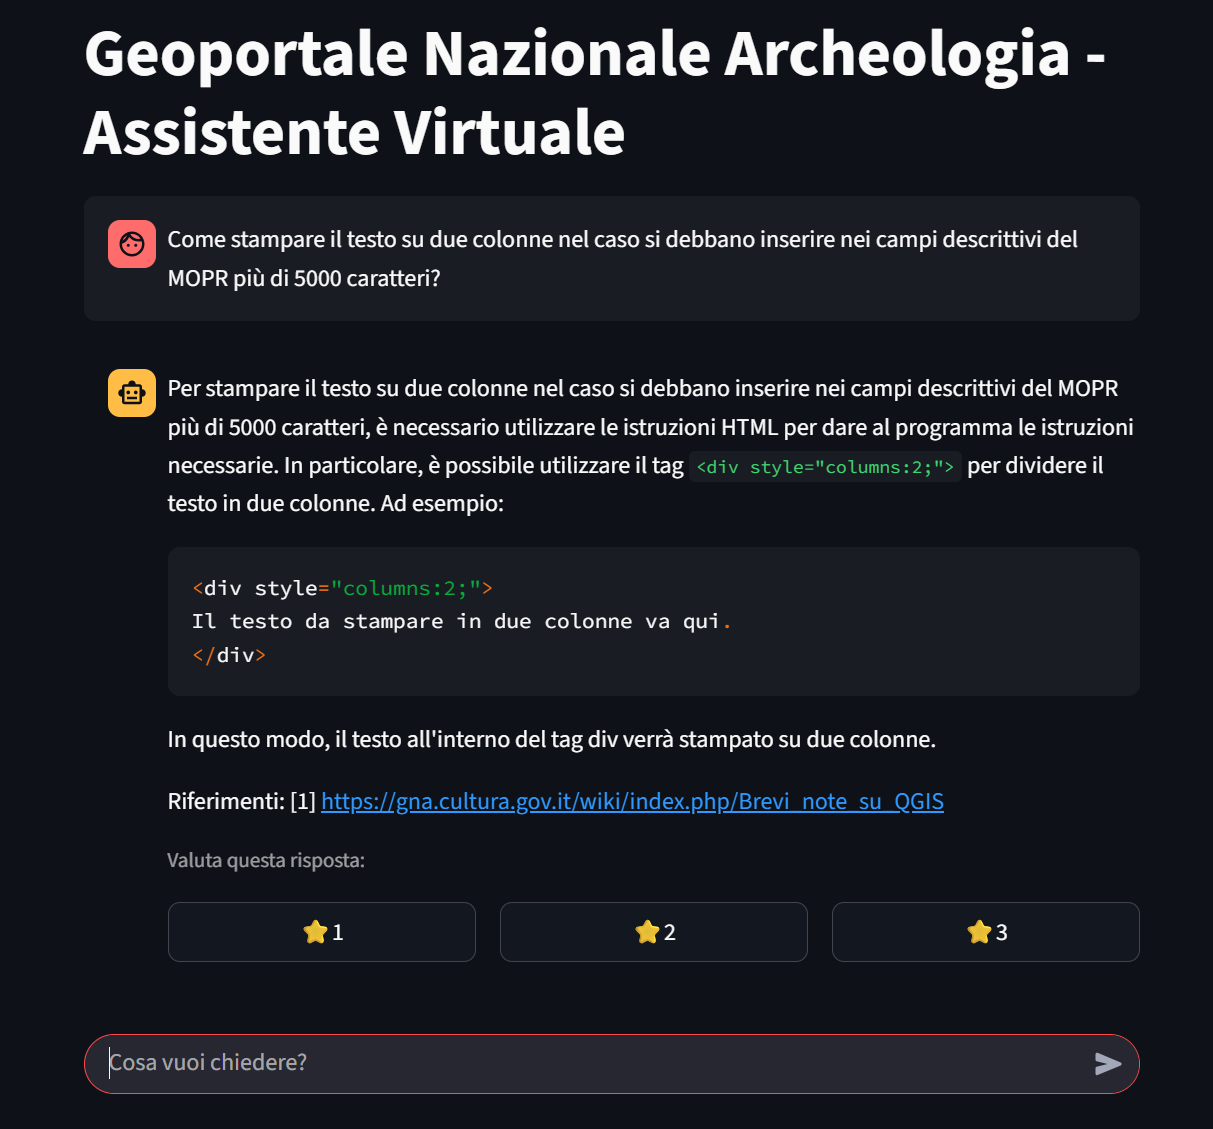 Geoportale Nazionale Archeologia -
Assistente Virtuale
Come stampare il testo su due colonne nel caso si debbano inserire nei campi descrittivi del
MOPR più di 5000 caratteri?
Per stampare il testo su due colonne nel caso si debbano inserire nei campi descrittivi del MOPR
più di 5000 caratteri, è necessario utilizzare le istruzioni HTML per dare al programma le istruzioni
necessarie. In particolare, è possibile utilizzare il tag <div style="columns:2;"> per dividere il
testo in due colonne. Ad esempio:
<div style="columns:2;">
Il testo da stampare in due colonne va qui.
</div>
In questo modo, il testo all'interno del tag div verrà stampato su due colonne.
Riferimenti: [1] https://gna.cultura.gov.it/wiki/index.php/Brevi_note_su_QGIS
Valuta questa risposta:
⭐1 ⭐2 ⭐3
Cosa vuoi chiedere?